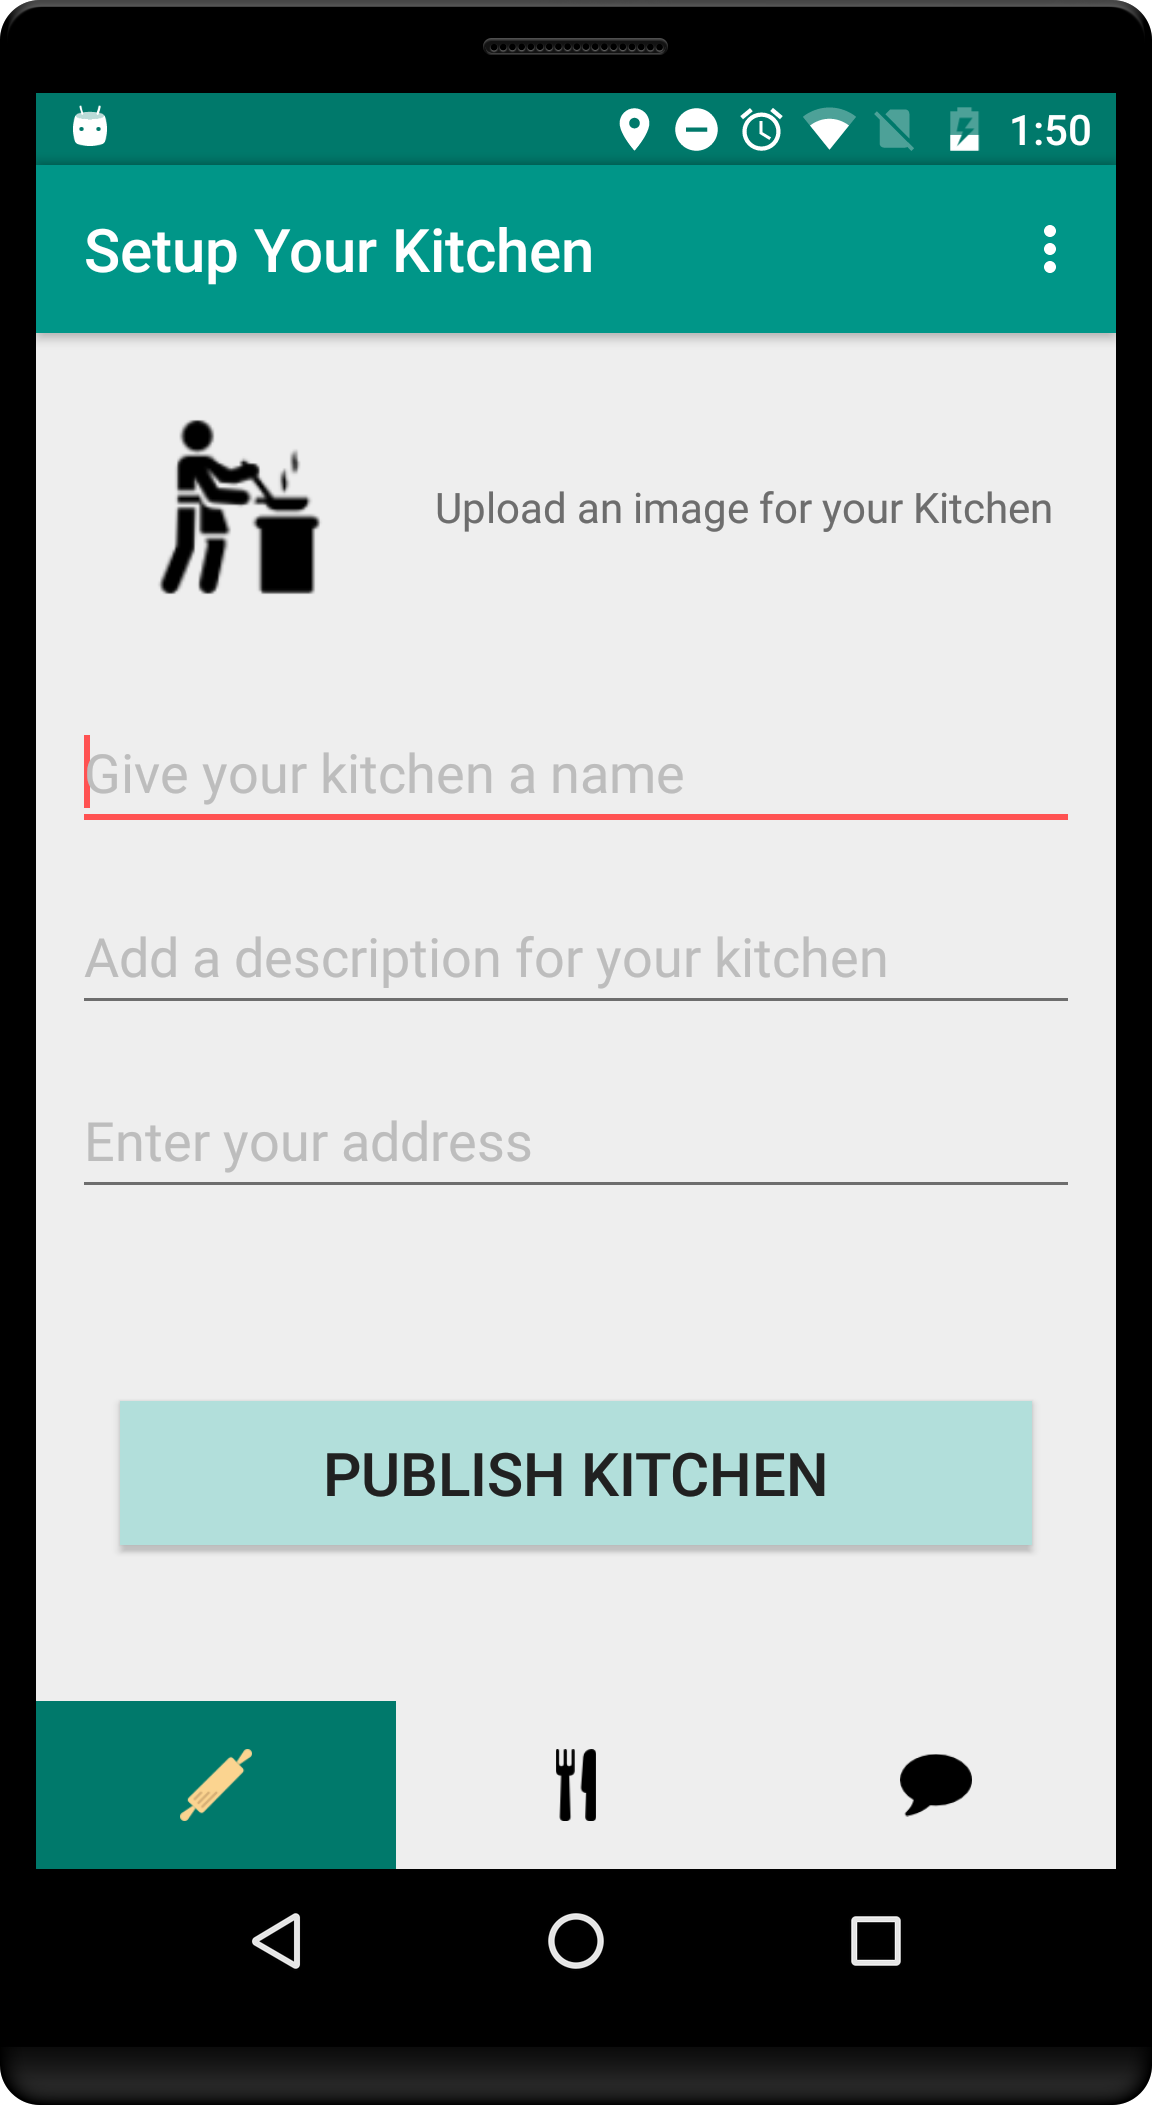 1:50
Setup Your Kitchen
Upload an image for your Kitchen
Give your kitchen a name
Add a description for your kitchen
Enter your address
PUBLISH KITCHEN